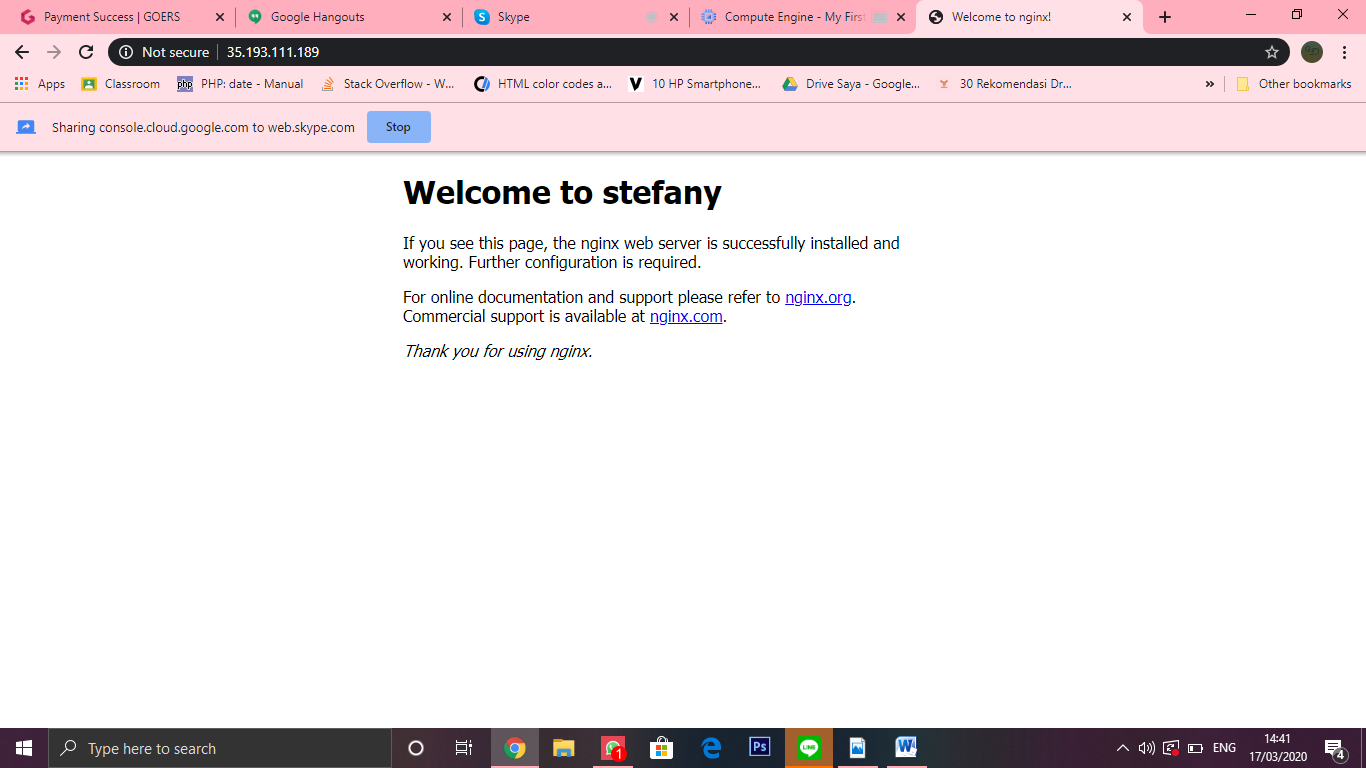 Payment Success | GOERS
Google Hangouts
Skype
Compute Engine - My First
Welcome to nginx!
Not secure
35.193.111.189
Apps
Classroom
php
PHP: date - Manual
Stack Overflow - W...
HTML color codes a...
10 HP Smartphone...
Drive Saya - Google...
30 Rekomendasi Dr...
»
Other bookmarks
Sharing console.cloud.google.com to web.skype.com
Stop
Welcome to stefany
If you see this page, the nginx web server is successfully installed and
working. Further configuration is required.
For online documentation and support please refer to nginx.org.
Commercial support is available at nginx.com.
Thank you for using nginx.
Type here to search
1
Ps
LINE
ENG
14:41
17/03/2020
4